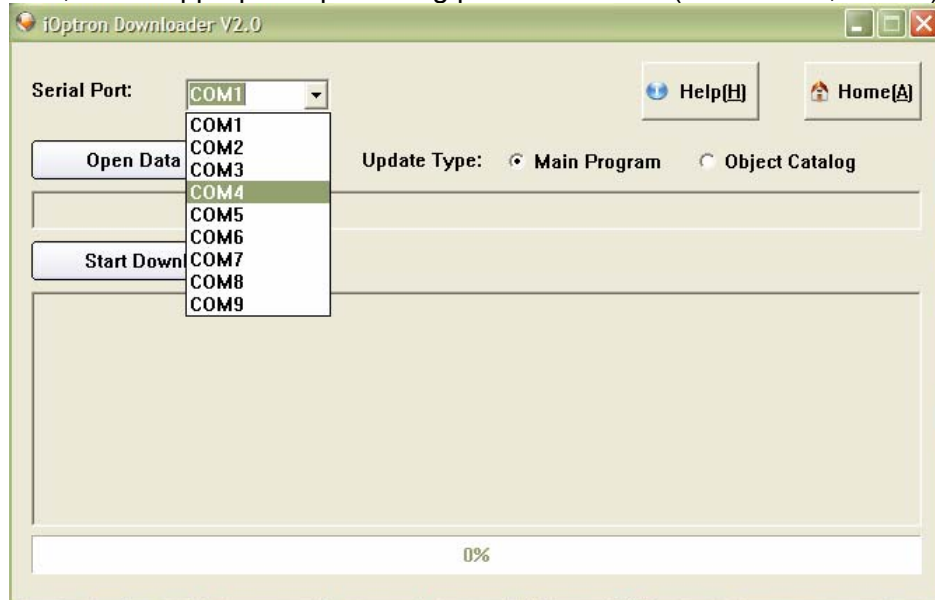 iOptron Downloader V2.0
Serial Port:
COM1
Help(H)
Home(A)
COM1
COM2
COM3
COM4
COM5
COM6
COM7
COM8
COM9
Open Data
Update Type:
Main Program
Object Catalog
Start Downl
0%